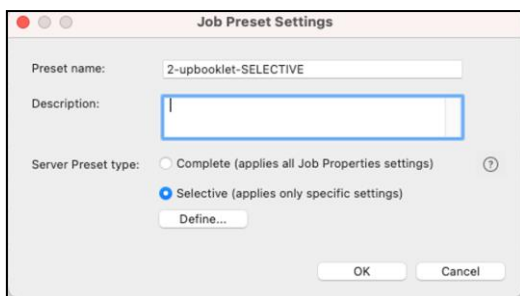 Job Preset Settings
Preset name: 2-upbooklet-SELECTIVE
Description:
Server Preset type: Complete (applies all Job Properties settings) ?
Selective (applies only specific settings)
Define...
OK Cancel